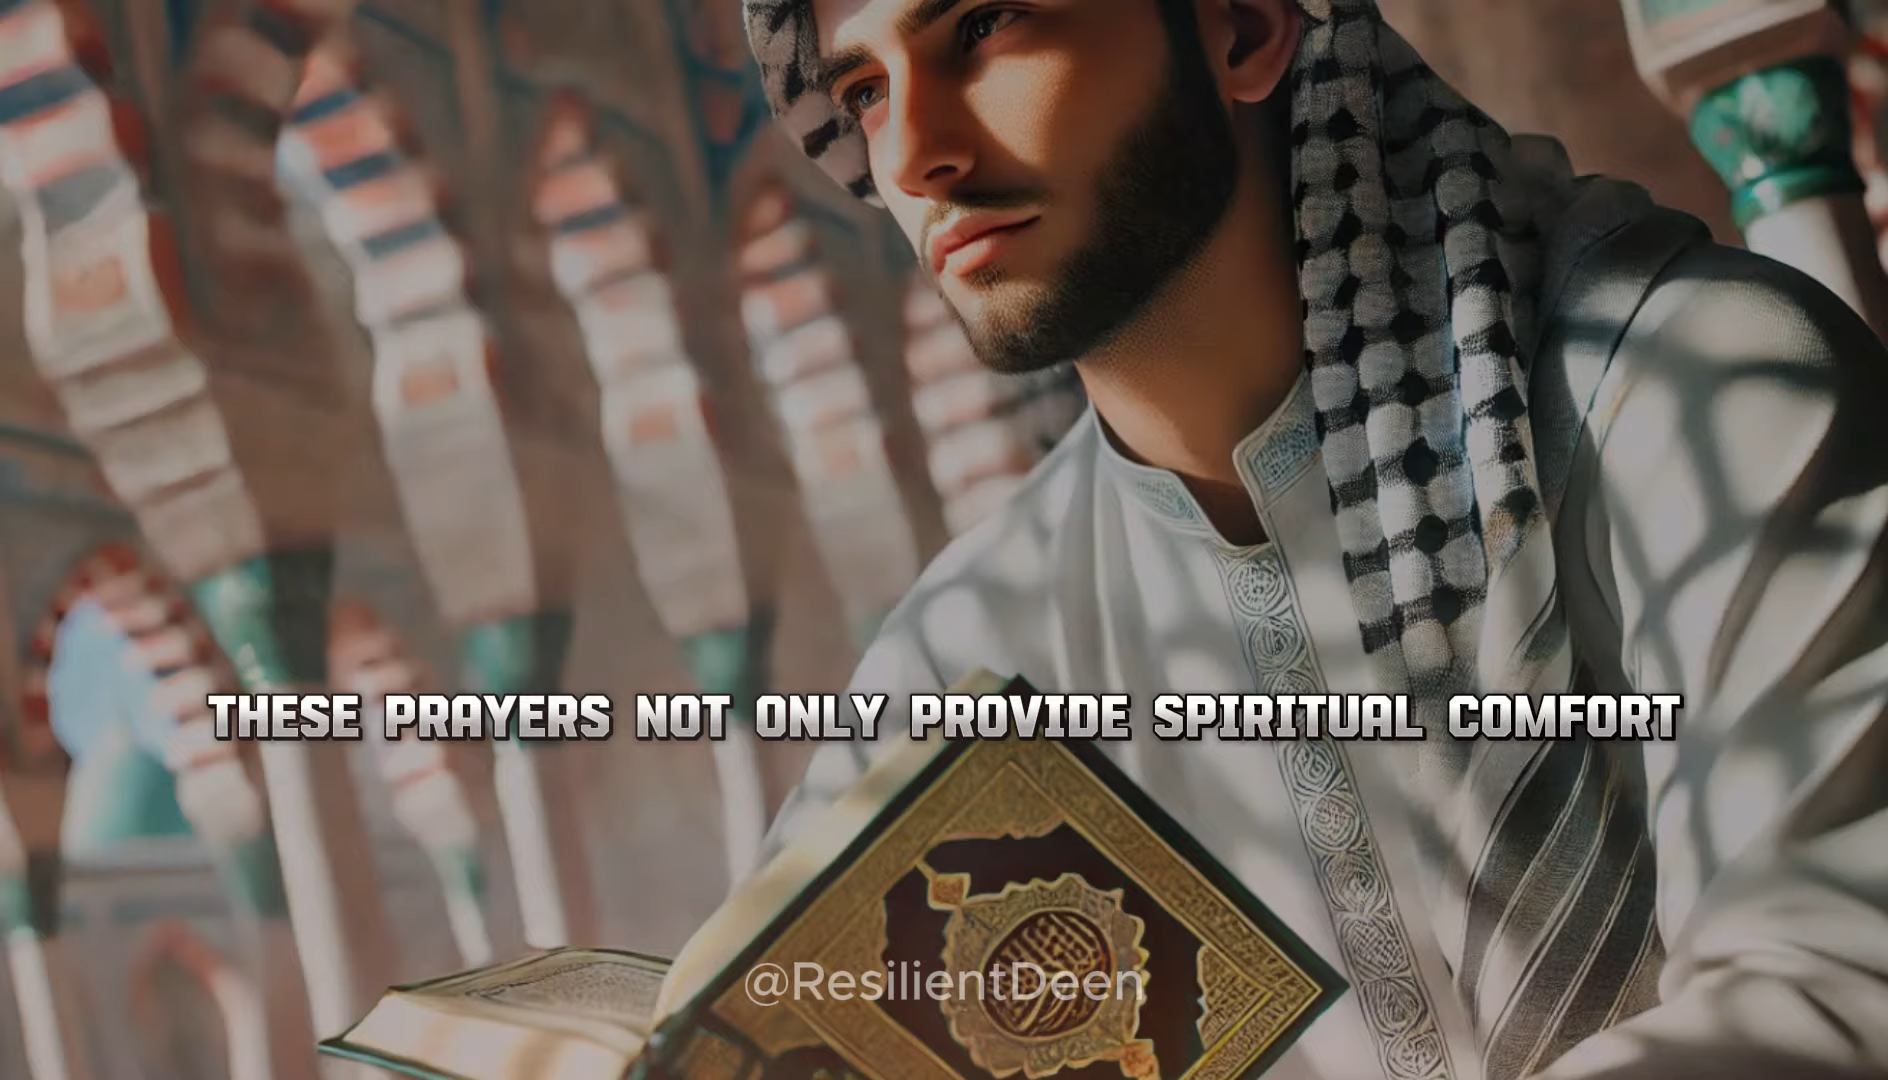 THESE PRAYERS NOT ONLY PROVIDE SPIRITUAL COMFORT
@ResilientDeen